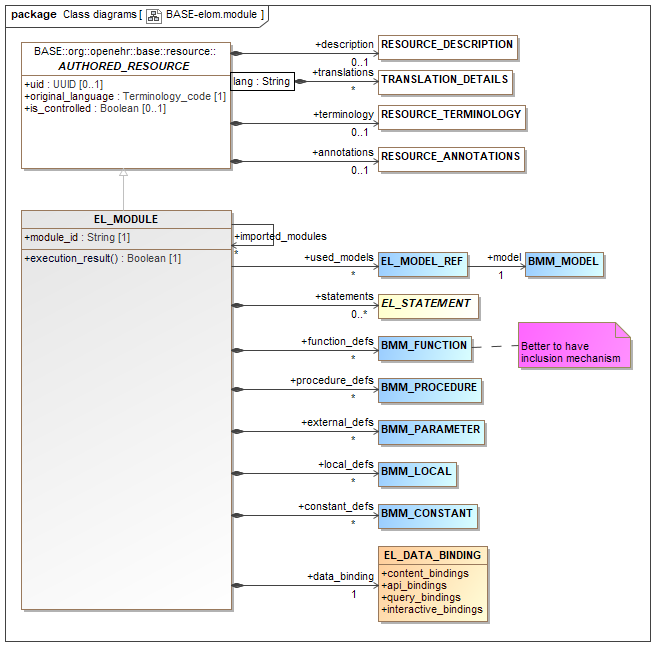 package Class diagrams [ BASE-elom.module ]
BASE::org::openehr::base::resource::
AUTHORED_RESOURCE
+uid : UUID [0..1]
+original_language : Terminology_code [1]
+is_controlled : Boolean [0..1]
+description
0..1
RESOURCE_DESCRIPTION
lang : String
+translations
*
TRANSLATION_DETAILS
+terminology
0..1
RESOURCE_TERMINOLOGY
+annotations
0..1
RESOURCE_ANNOTATIONS
EL_MODULE
+module_id : String [1]
+execution_result() : Boolean [1]
+imported_modules
*
+used_models
*
EL_MODEL_REF
+model
1
BMM_MODEL
+statements
0..*
EL_STATEMENT
+function_defs
*
BMM_FUNCTION
Better to have
inclusion mechanism
+procedure_defs
*
BMM_PROCEDURE
+external_defs
*
BMM_PARAMETER
+local_defs
*
BMM_LOCAL
+constant_defs
*
BMM_CONSTANT
+data_binding
1
EL_DATA_BINDING
+content_bindings
+api_bindings
+query_bindings
+interactive_bindings